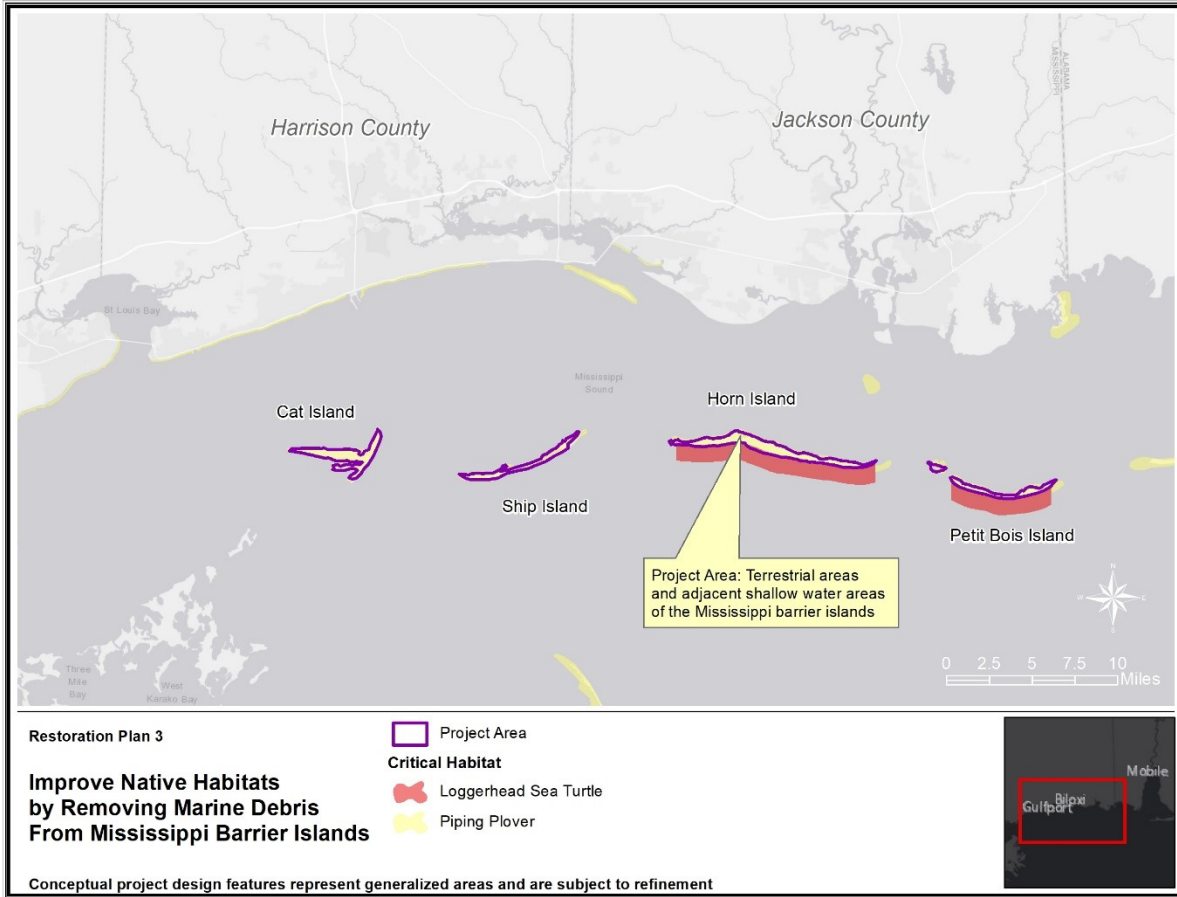 ALABAMA
MISSISSIPPI
Harrison County
Jackson County
St Louis Bay
Mississippi
Sound
Cat Island
Horn Island
Ship Island
Petit Bois Island
Project Area: Terrestrial areas
and adjacent shallow water areas
of the Mississippi barrier islands
N
W
E
S
Three
Mile
Bay
West
Karako Bay
0 2.5 5 7.5 10
Miles
Restoration Plan 3
Improve Native Habitats
by Removing Marine Debris
From Mississippi Barrier Islands
Project Area
Critical Habitat
Loggerhead Sea Turtle
Piping Plover
Mobile
Biloxi
Gulfport
Conceptual project design features represent generalized areas and are subject to refinement